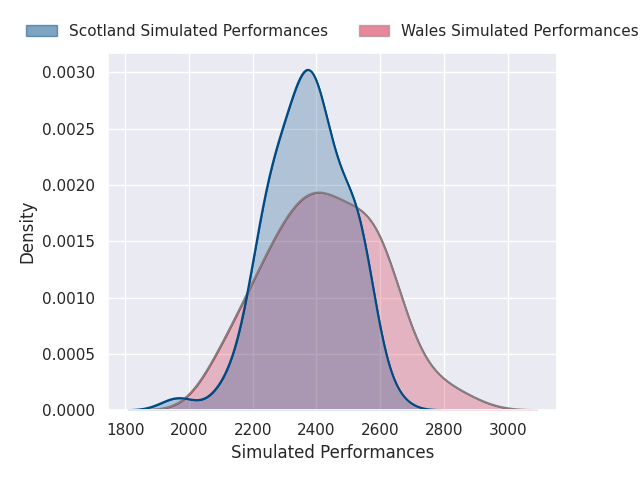 Scotland Simulated Performances
Wales Simulated Performances
0.0030
0.0025
0.0020
0.0015
0.0010
0.0005
0.0000
Density
1800 2000 2200 2400 2600 2800 3000
Simulated Performances